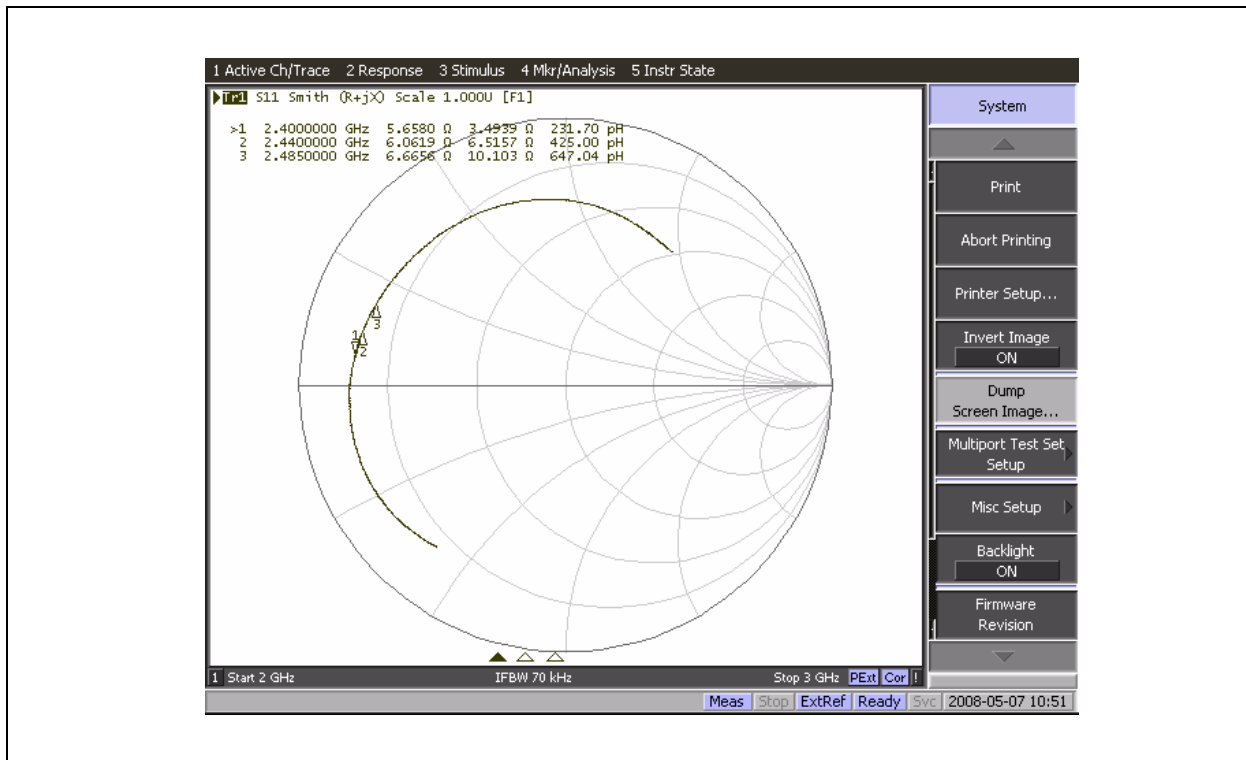 1 Active Ch/Trace 2 Response 3 Stimulus 4 Mkr/Analysis 5 Instr State
Tr1 S11 Smith (R+jX) Scale 1.000U [F1]
>1 2.4000000 GHz 5.6580 Ω 3.4939 Ω 231.70 pH
2 2.4400000 GHz 6.0619 Ω 6.5157 Ω 425.00 pH
3 2.4850000 GHz 6.6656 Ω 10.103 Ω 647.04 pH
3
1
2
1 Start 2 GHz IFBW 70 kHz Stop 3 GHz PExt Cor !
Meas Stop ExtRef Ready Svc 2008-05-07 10:51
System
Print
Abort Printing
Printer Setup...
Invert Image
ON
Dump
Screen Image...
Multiport Test Set
Setup
Misc Setup
Backlight
ON
Firmware
Revision